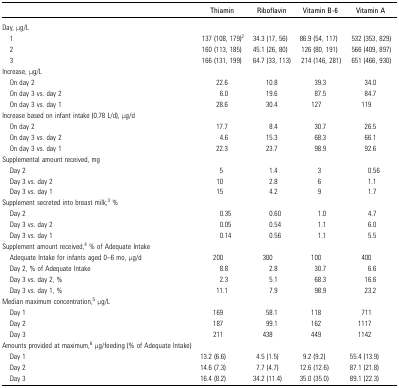 Thiamin Riboflavin Vitamin B-6 Vitamin A
Day, μg/L
1 137 (108, 179)2 34.3 (17, 56) 86.9 (54, 117) 532 (353, 829)
2 160 (113, 185) 45.1 (26, 80) 126 (80, 191) 566 (409, 897)
3 166 (131, 199) 64.7 (33, 113) 214 (146, 281) 651 (466, 930)
Increase, μg/L
On day 2 22.6 10.8 39.3 34.0
On day 3 vs. day 2 6.0 19.6 87.5 84.7
On day 3 vs. day 1 28.6 30.4 127 119
Increase based on infant intake (0.78 L/d), μg/d
On day 2 17.7 8.4 30.7 26.5
On day 3 vs. day 2 4.6 15.3 68.3 66.1
On day 3 vs. day 1 22.3 23.7 98.9 92.6
Supplemental amount received, mg
Day 2 5 1.4 3 0.56
Day 3 vs. day 2 10 2.8 6 1.1
Day 3 vs. day 1 15 4.2 9 1.7
Supplement secreted into breast milk,3 %
Day 2 0.35 0.60 1.0 4.7
Day 3 vs. day 2 0.05 0.54 1.1 6.0
Day 3 vs. day 1 0.14 0.56 1.1 5.5
Supplement amount received,4 % of Adequate Intake
Adequate Intake for infants aged 0–6 mo, μg/d 200 300 100 400
Day 2, % of Adequate Intake 8.8 2.8 30.7 6.6
Day 3 vs. day 2, % 2.3 5.1 68.3 16.6
Day 3 vs. day 1, % 11.1 7.9 98.9 23.2
Median maximum concentration,5 μg/L
Day 1 169 58.1 118 711
Day 2 187 99.1 162 1117
Day 3 211 438 449 1142
Amounts provided at maximum,6 μg/feeding (% of Adequate Intake)
Day 1 13.2 (6.6) 4.5 (1.5) 9.2 (9.2) 55.4 (13.9)
Day 2 14.6 (7.3) 7.7 (4.7) 12.6 (12.6) 87.1 (21.8)
Day 3 16.4 (8.2) 34.2 (11.4) 35.0 (35.0) 89.1 (22.3)